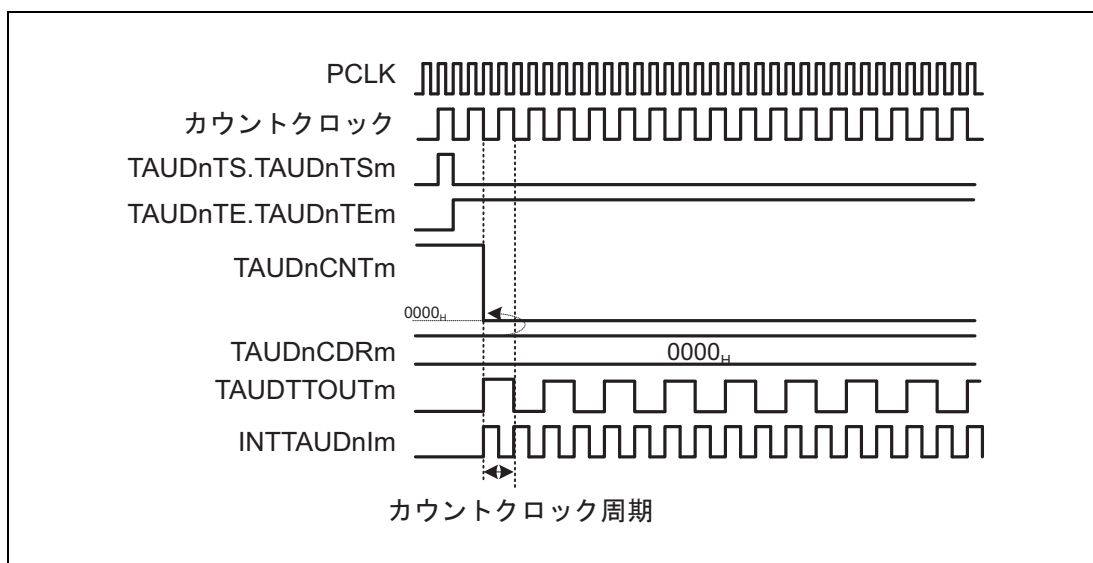 PCLK
カウントクロック
TAUDnTS.TAUDnTSm
TAUDnTE.TAUDnTEm
TAUDnCNTm
0000H
TAUDnCDRm
0000H
TAUDTTOUTm
INTTAUDnIm
カウントクロック周期